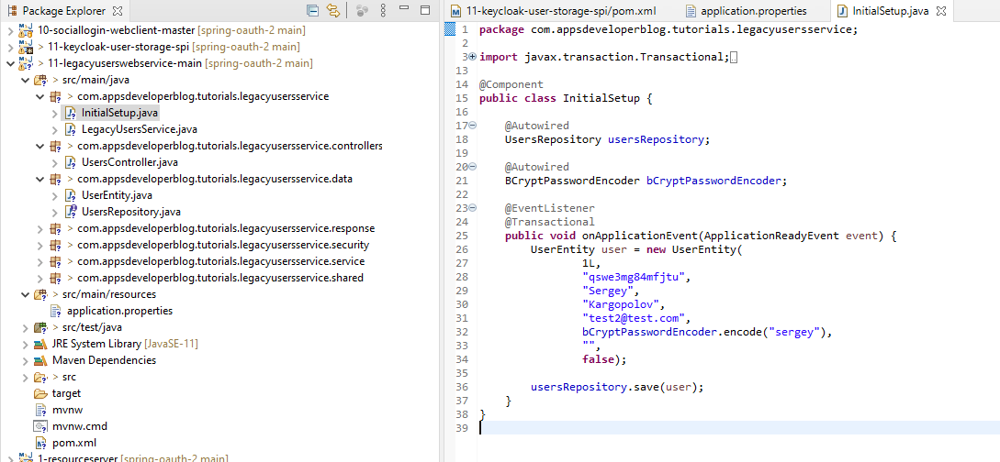 Package Explorer
10-sociallogin-webclient-master [spring-oauth-2 main]
> 11-keycloak-user-storage-spi [spring-oauth-2 main]
> 11-legacyuserswebservice-main [spring-oauth-2 main]
> src/main/java
> com.appsdeveloperblog.tutorials.legacyusersservice
> InitialSetup.java
> LegacyUsersService.java
> com.appsdeveloperblog.tutorials.legacyusersservice.controllers
> UsersController.java
> com.appsdeveloperblog.tutorials.legacyusersservice.data
> UserEntity.java
> UsersRepository.java
> com.appsdeveloperblog.tutorials.legacyusersservice.response
> com.appsdeveloperblog.tutorials.legacyusersservice.security
> com.appsdeveloperblog.tutorials.legacyusersservice.service
> com.appsdeveloperblog.tutorials.legacyusersservice.shared
> src/main/resources
application.properties
> src/test/java
JRE System Library [JavaSE-11]
Maven Dependencies
> src
target
mvnw
mvnw.cmd
pom.xml
1-resourceserver [spring-oauth-2 main]
11-keycloak-user-storage-spi/pom.xml application.properties InitialSetup.java
1 package com.appsdeveloperblog.tutorials.legacyusersservice;
2
3 import javax.transaction.Transactional;
13
14 @Component
15 public class InitialSetup {
16
17 @Autowired
18 UsersRepository usersRepository;
19
20 @Autowired
21 BCryptPasswordEncoder bCryptPasswordEncoder;
22
23 @EventListener
24 @Transactional
25 public void onApplicationEvent(ApplicationReadyEvent event) {
26 UserEntity user = new UserEntity(
27 1L,
28 "qswe3mg84mfjtu",
29 "Sergey",
30 "Kargopolov",
31 "test2@test.com",
32 bCryptPasswordEncoder.encode("sergey"),
33 "",
34 false);
35
36 usersRepository.save(user);
37 }
38 }
39